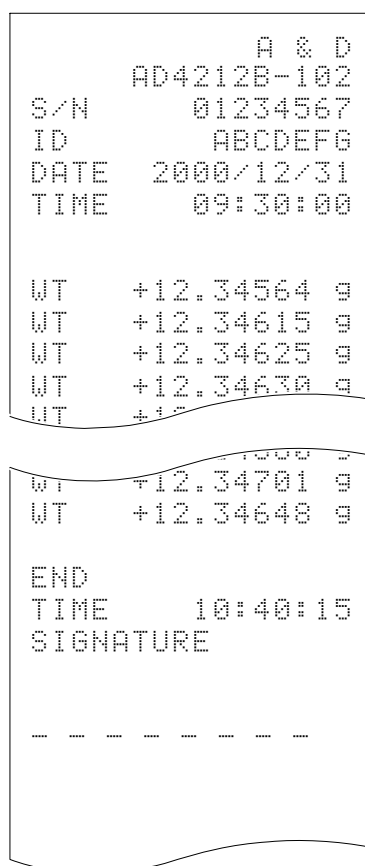 A & D
AD4212B-102
S/N 01234567
ID ABCDEFG
DATE 2000/12/31
TIME 09:30:00
WT +12.34564 g
WT +12.34615 g
WT +12.34625 g
WT +12.34630 g
WT
WT +12.34701 g
WT +12.34648 g
END
TIME 10:40:15
SIGNATURE
_ _ _ _ _ _ _ _